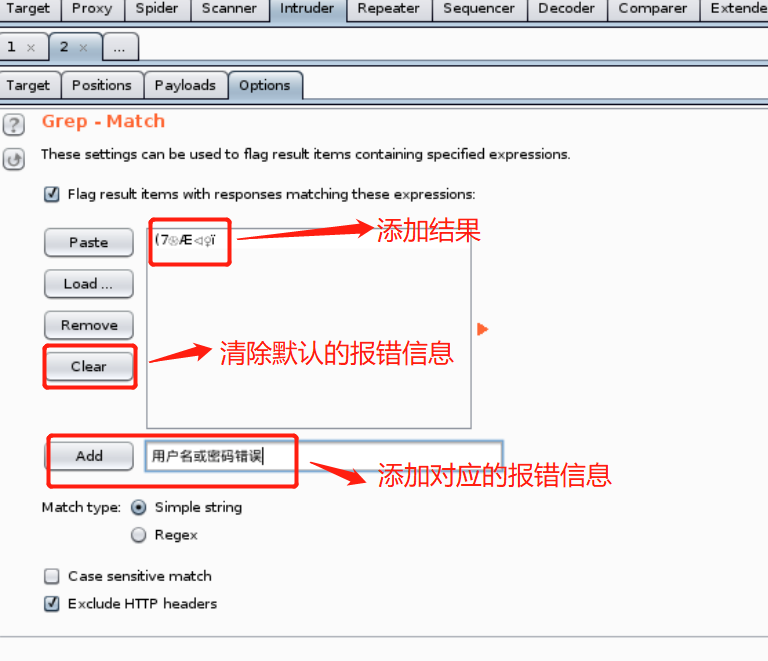 Target Proxy Spider Scanner Intruder Repeater Sequencer Decoder Comparer Extende
1 × 2 × ...
Target Positions Payloads Options
? Grep - Match
These settings can be used to flag result items containing specified expressions.
Flag result items with responses matching these expressions:
Paste
添加结果
Load ...
Remove
Clear
清除默认的报错信息
Add 用户名或密码错误
添加对应的报错信息
Match type: Simple string
Regex
Case sensitive match
Exclude HTTP headers